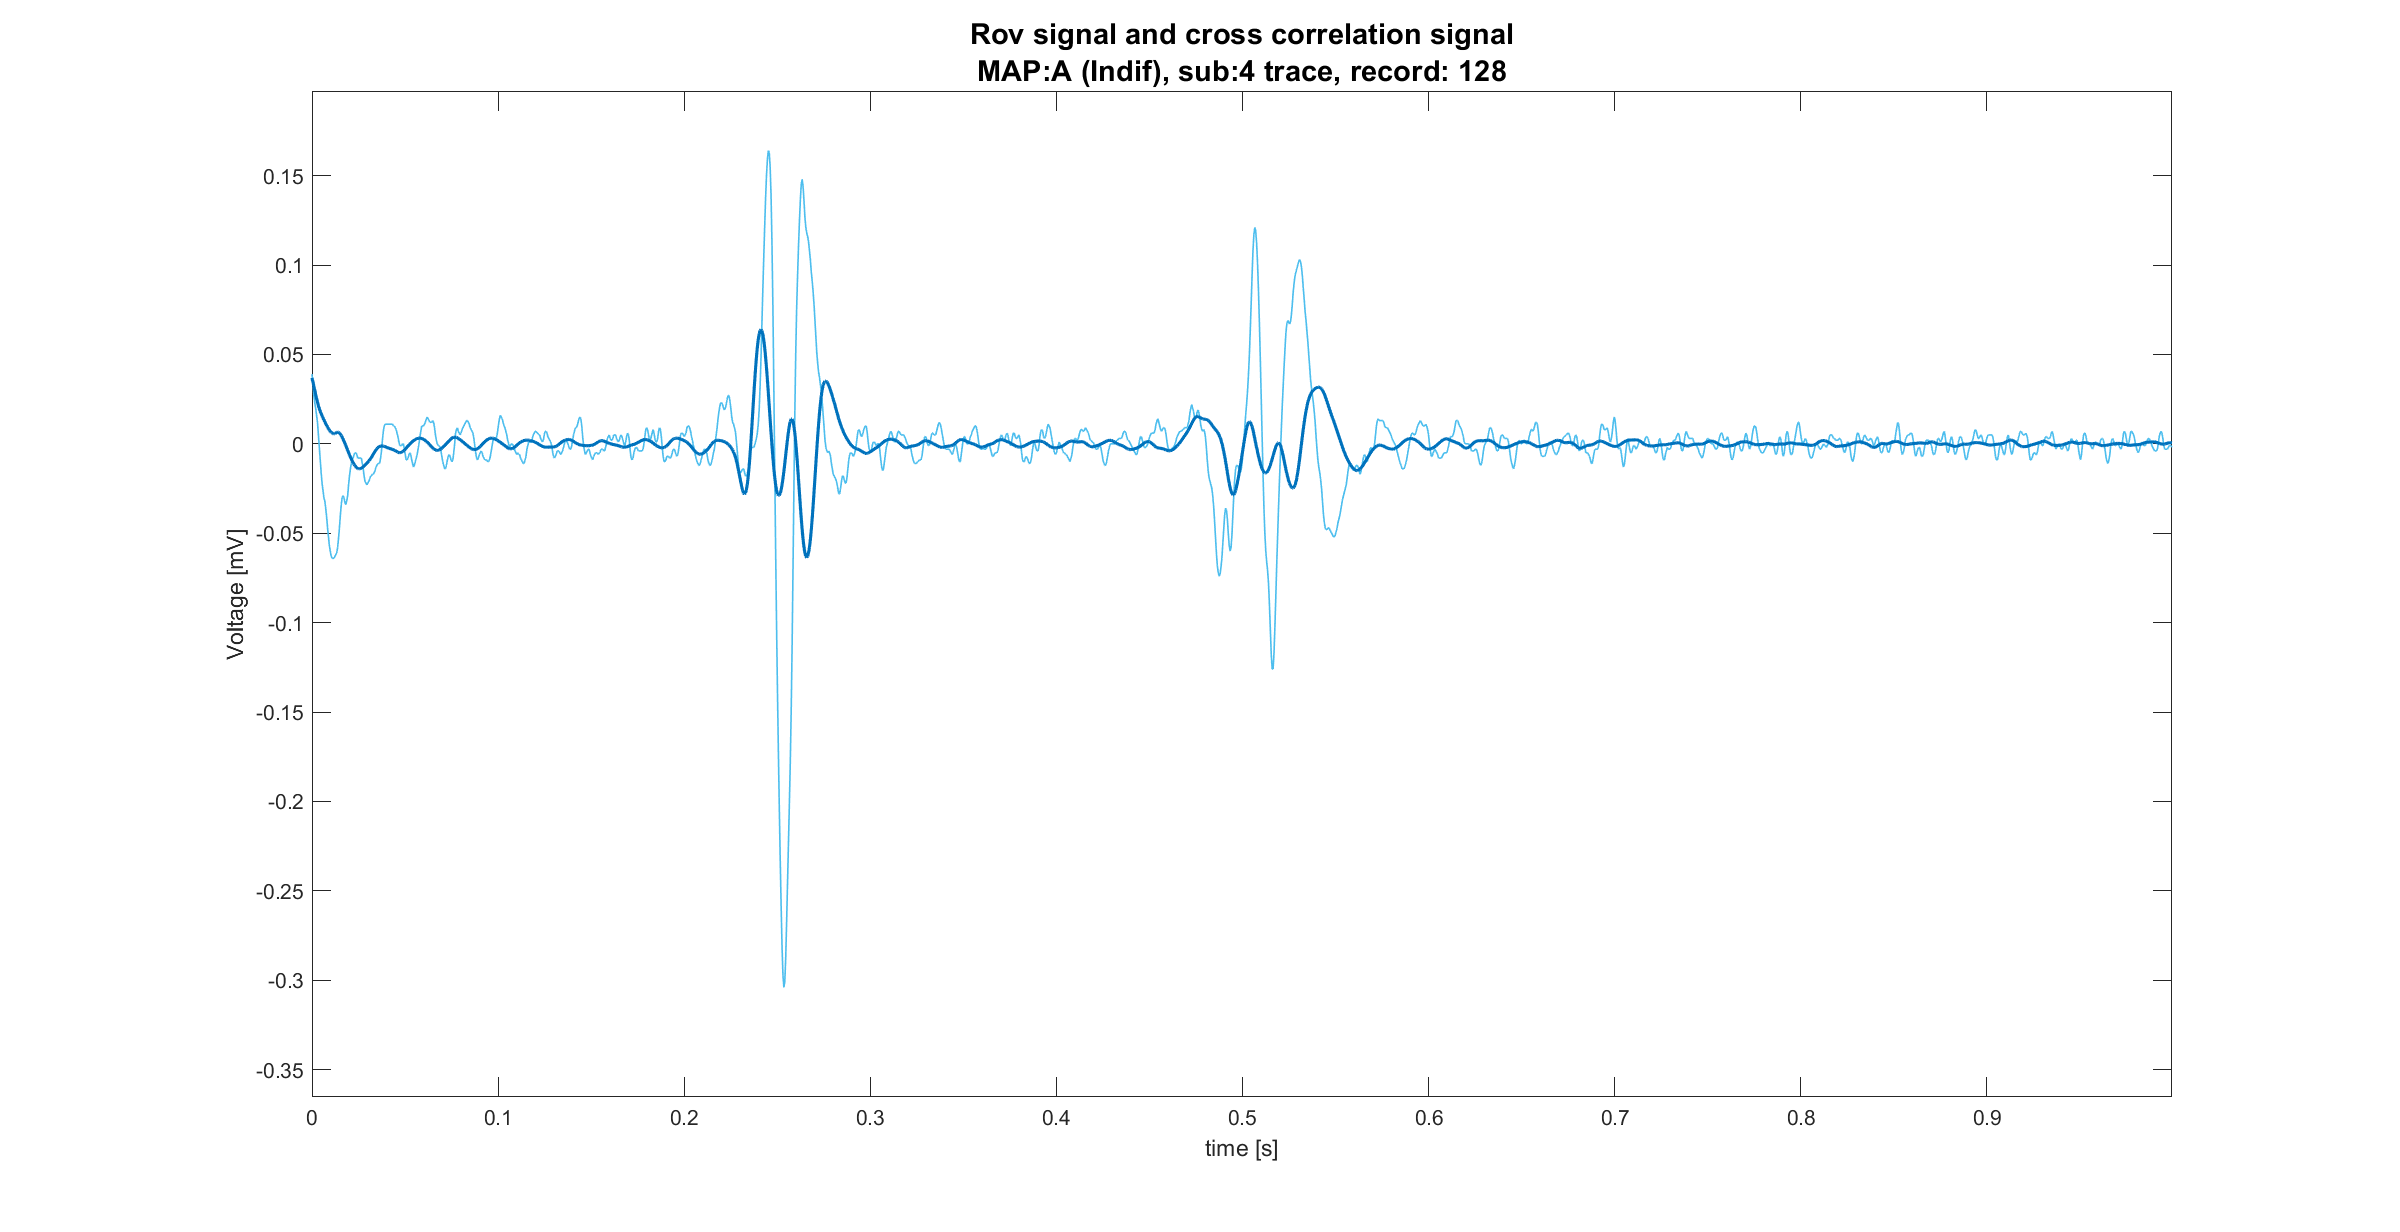 Rov signal and cross correlation signal
MAP:A (Indif), sub:4 trace, record: 128
0.15
0.1
0.05
0
-0.05
-0.1
-0.15
-0.2
-0.25
-0.3
-0.35
Voltage [mV]
0 0.1 0.2 0.3 0.4 0.5 0.6 0.7 0.8 0.9
time [s]